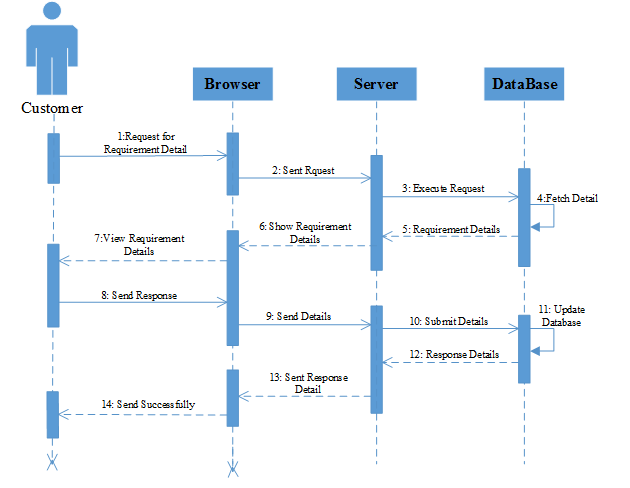 Customer
Browser
Server
DataBase
1:Request for
Requirement Detail
2: Sent Rquest
3: Execute Request
4:Fetch Detail
5: Requirement Details
6: Show Requirement
Details
7:View Requirement
Details
8: Send Response
9: Send Details
10: Submit Details
11: Update
Database
12: Response Details
13: Sent Response
Detail
14: Send Successfully